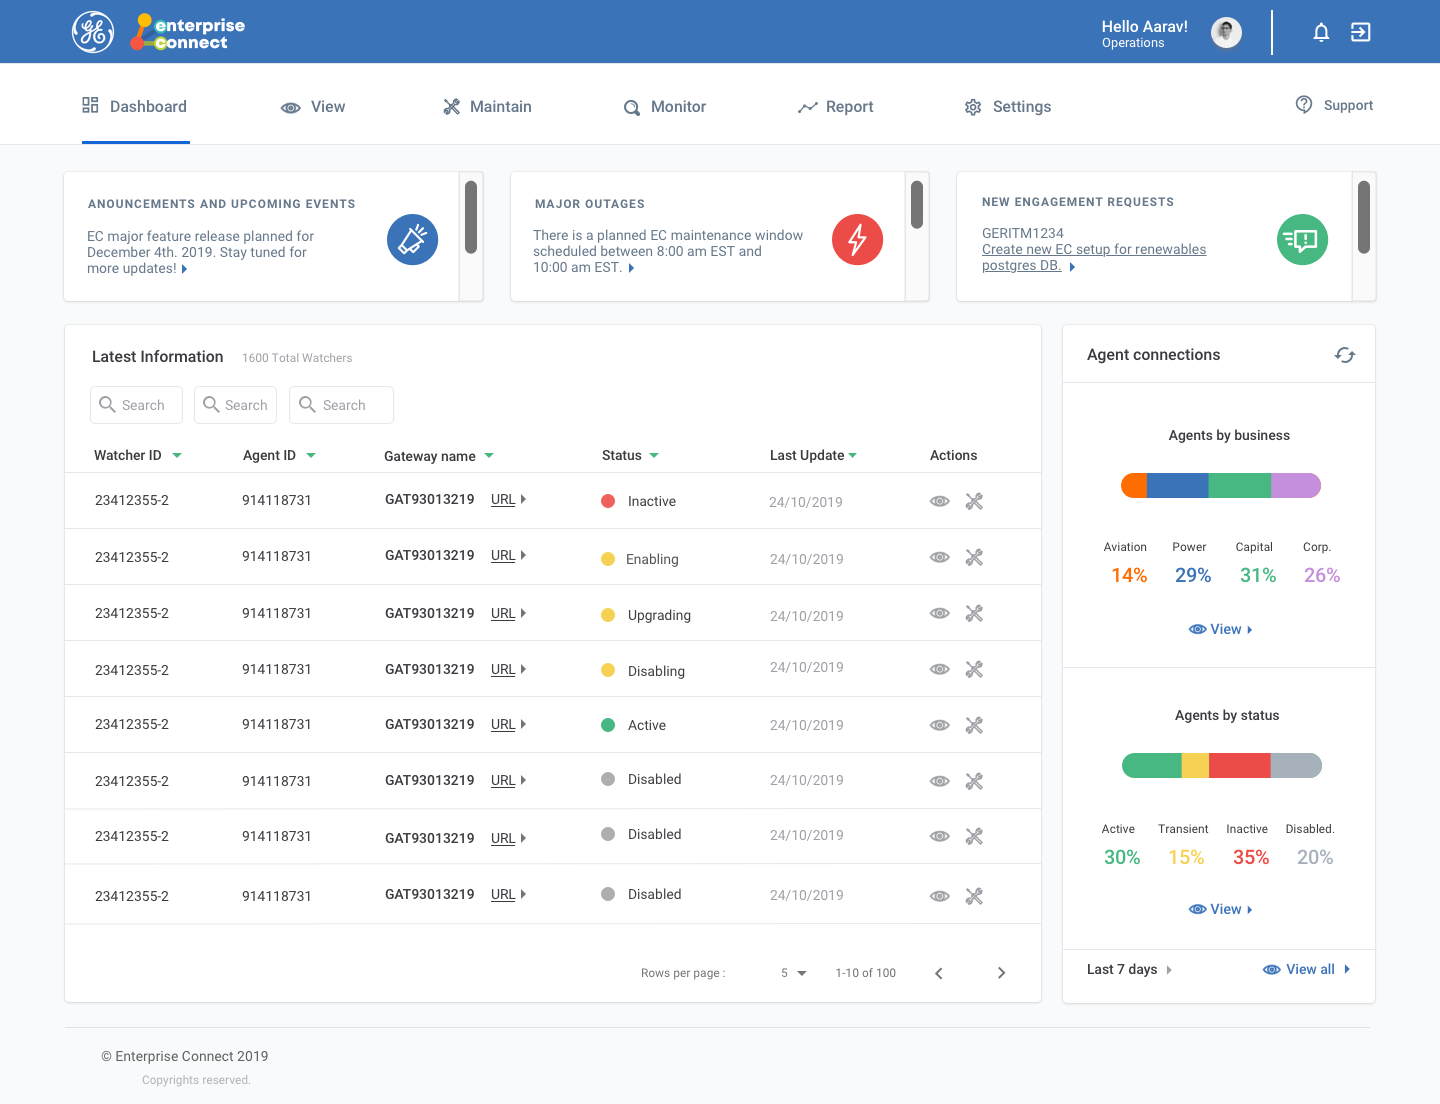 GE
enterprise
connect
Hello Aarav!
Operations
Dashboard
View
Maintain
Monitor
Report
Settings
Support
ANOUNCEMENTS AND UPCOMING EVENTS
EC major feature release planned for
December 4th. 2019. Stay tuned for
more updates!
MAJOR OUTAGES
There is a planned EC maintenance window
scheduled between 8:00 am EST and
10:00 am EST.
NEW ENGAGEMENT REQUESTS
GERITM1234
Create new EC setup for renewables
postgres DB.
Latest Information 1600 Total Watchers
Search Search Search
Watcher ID Agent ID Gateway name Status Last Update Actions
23412355-2 914118731 GAT93013219 URL Inactive 24/10/2019
23412355-2 914118731 GAT93013219 URL Enabling 24/10/2019
23412355-2 914118731 GAT93013219 URL Upgrading 24/10/2019
23412355-2 914118731 GAT93013219 URL Disabling 24/10/2019
23412355-2 914118731 GAT93013219 URL Active 24/10/2019
23412355-2 914118731 GAT93013219 URL Disabled 24/10/2019
23412355-2 914118731 GAT93013219 URL Disabled 24/10/2019
23412355-2 914118731 GAT93013219 URL Disabled 24/10/2019
Rows per page : 5 1-10 of 100
Agent connections
Agents by business
Aviation Power Capital Corp.
14% 29% 31% 26%
View
Agents by status
Active Transient Inactive Disabled.
30% 15% 35% 20%
View
Last 7 days View all
© Enterprise Connect 2019
Copyrights reserved.